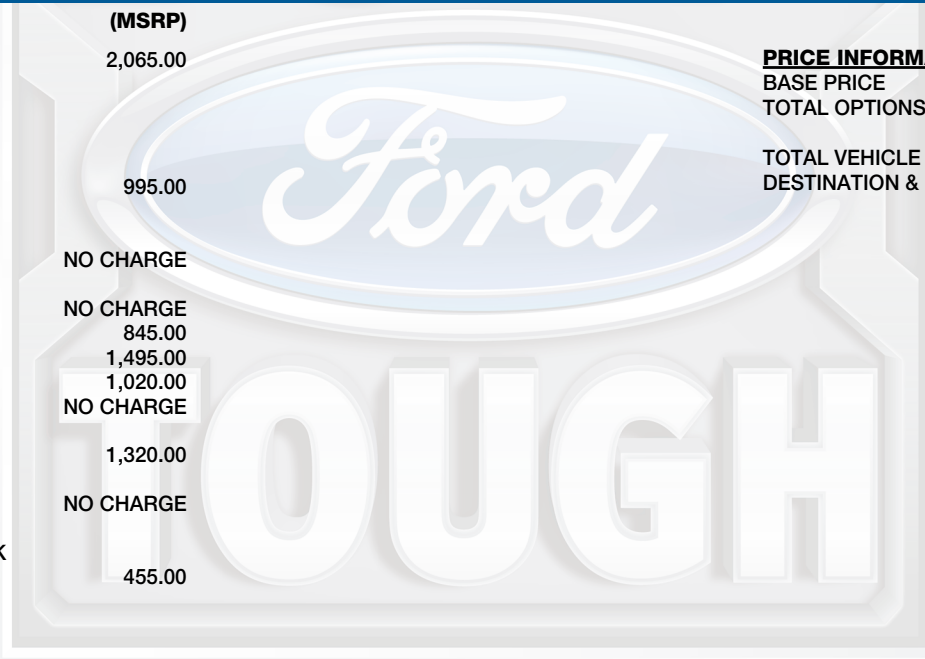 (MSRP)
2,065.00
995.00
NO CHARGE
NO CHARGE
845.00
1,495.00
1,020.00
NO CHARGE
1,320.00
NO CHARGE
K
455.00
PRICE INFORM
BASE PRICE
TOTAL OPTIONS
TOTAL VEHICLE
DESTINATION &
Ford
TOUGH